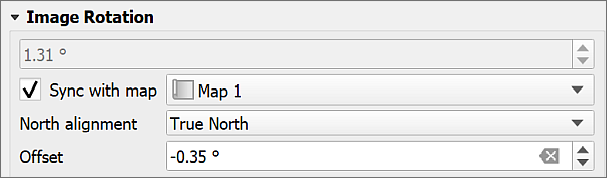 Image Rotation
1.31 °
Sync with map Map 1
North alignment True North
Offset -0.35 °